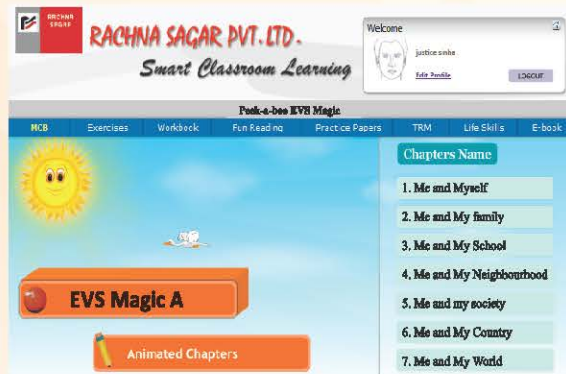 RACHNA
SAGAR
RACHNA SAGAR PVT. LTD.
Smart Classroom Learning
Welcome
justice sinha
Edit Profile
LOGOUT
Peek-a-boo EVS Magic
MCB Exercises Workbook Fun Reading Practice Papers TRM Life Skills E-book
Chapters Name
1. Me and Myself
2. Me and My family
3. Me and My School
4. Me and My Neighbourhood
5. Me and my society
6. Me and My Country
7. Me and My World
EVS Magic A
Animated Chapters